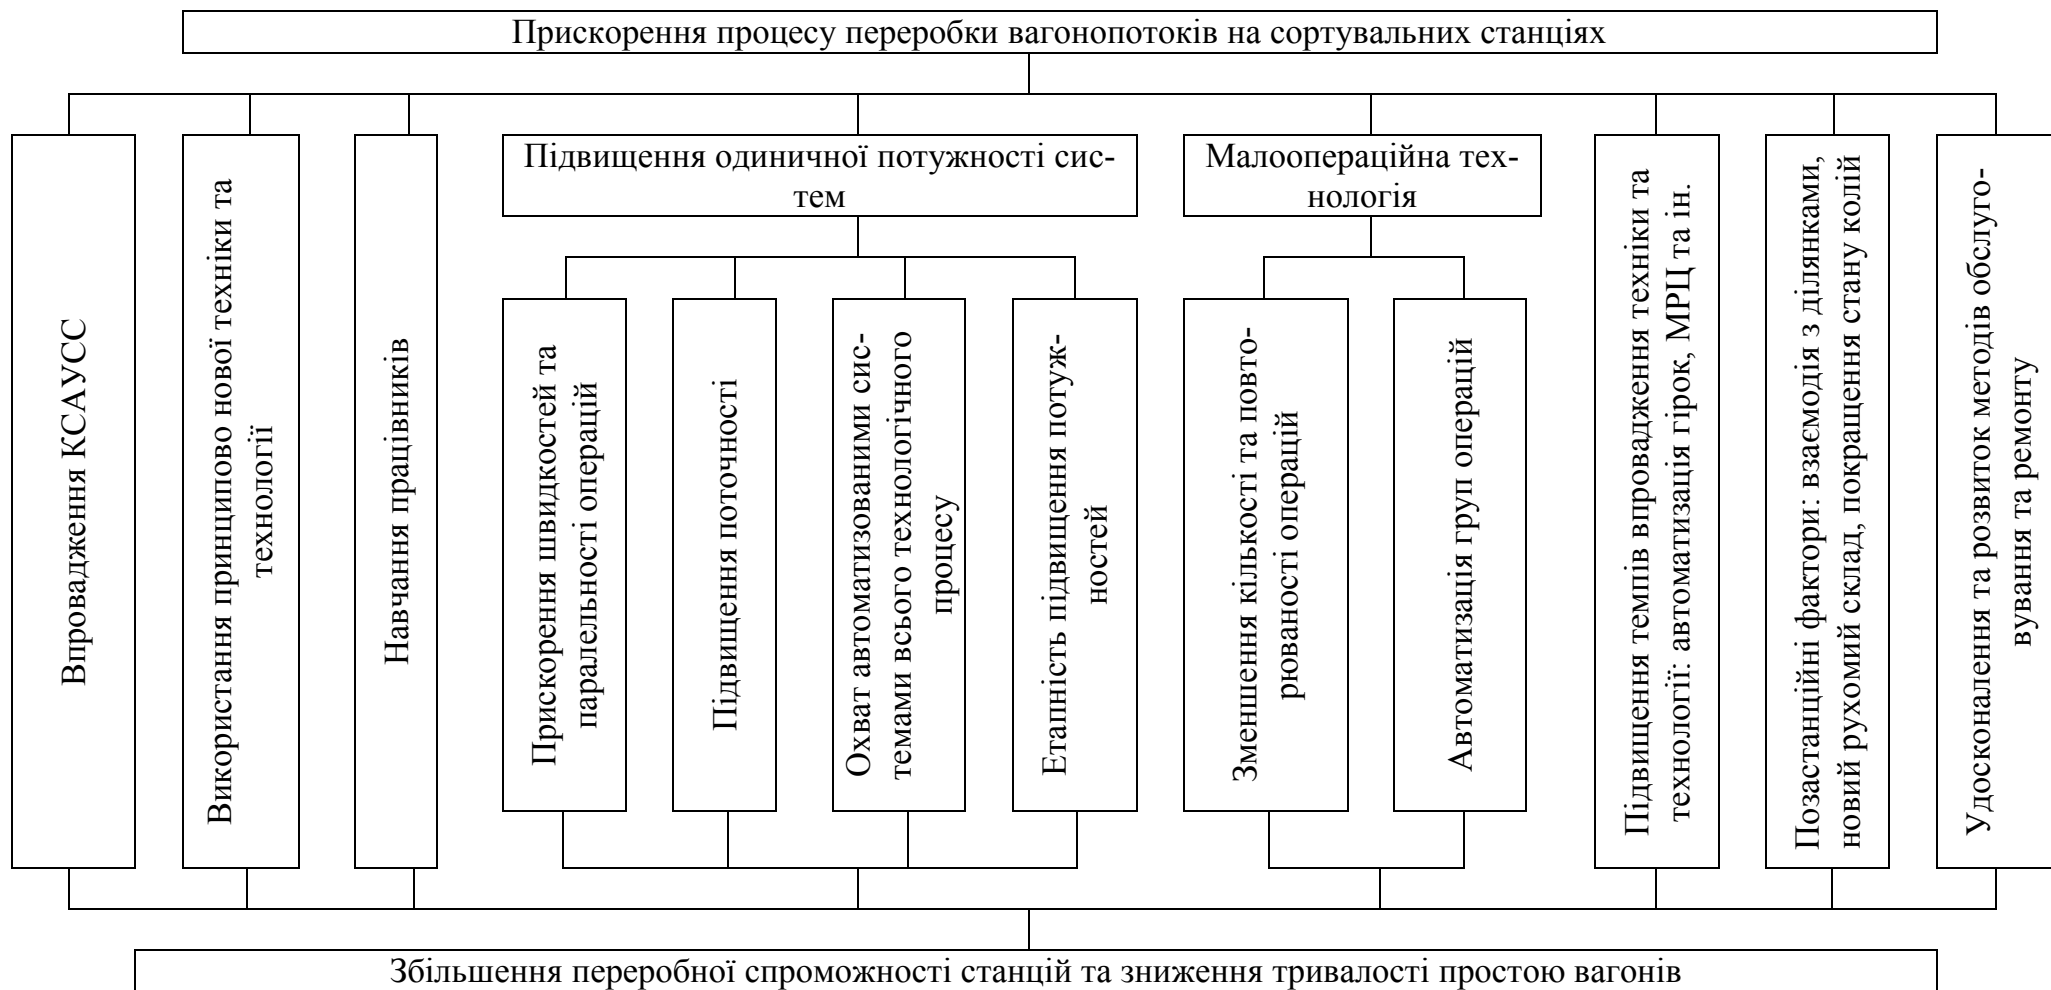 Прискорення процесу переробки вагонопотоків на сортувальних станціях
Впровадження КСАУСС
Використання принципово нової техніки та
технології
Навчання працівників
Підвищення одиничної потужності сис-
тем
Прискорення швидкостей та
паралельності операцій
Підвищення поточності
Охват автоматизованими сис-
темами всього технологічного
процесу
Етапність підвищення потуж-
ностей
Малоопераційна тех-
нологія
Зменшення кількості та повто-
рюваності операцій
Автоматизація груп операцій
Підвищення темпів впровадження техніки та
технології: автоматизація гірок, МРЦ та ін.
Позастанційні фактори: взаємодія з ділянками,
новий рухомий склад, покращення стану колій
Удосконалення та розвиток методів обслуго-
вування та ремонту
Збільшення переробної спроможності станцій та зниження тривалості простою вагонів